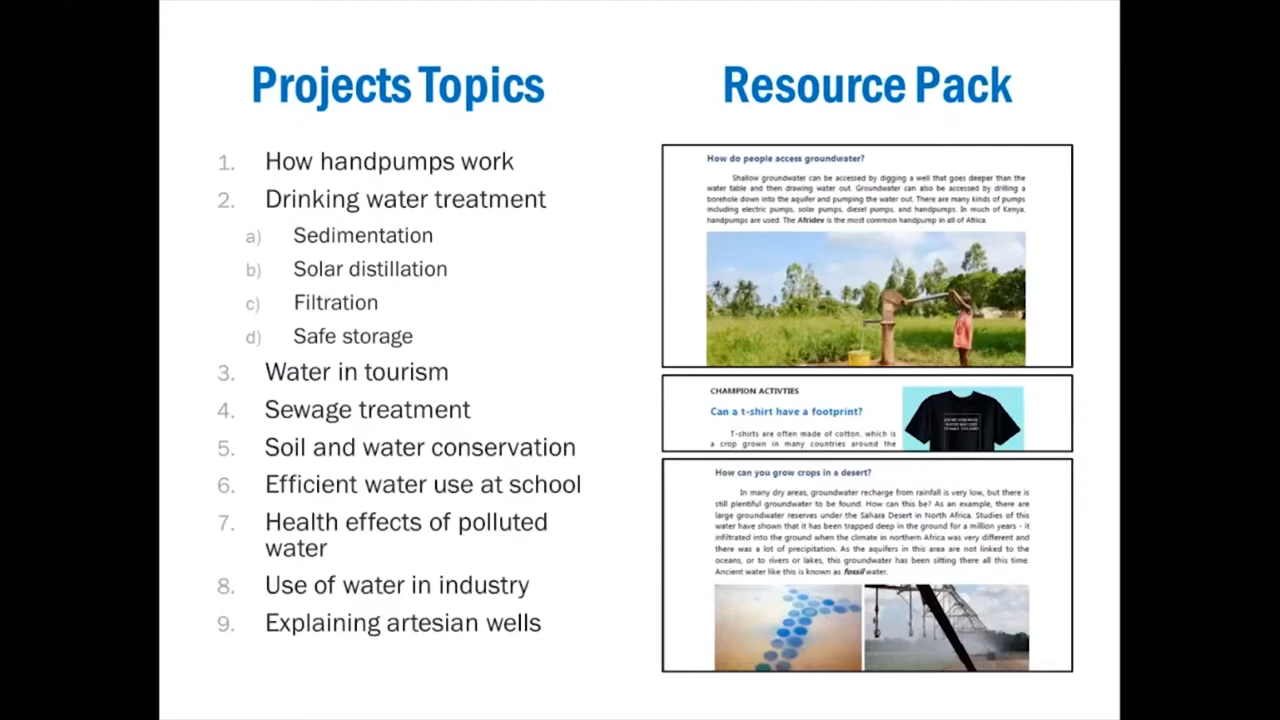 Projects Topics
1. How handpumps work
2. Drinking water treatment
a) Sedimentation
b) Solar distillation
c) Filtration
d) Safe storage
3. Water in tourism
4. Sewage treatment
5. Soil and water conservation
6. Efficient water use at school
7. Health effects of polluted
water
8. Use of water in industry
9. Explaining artesian wells
Resource Pack
How do people access groundwater?
Shallow groundwater can be accessed by digging a well that goes deeper than the
water table and then drawing water out. Groundwater can also be accessed by drilling a
borehole down into the aquifer and pumping the water out. There are many kinds of pumps
including electric pumps, solar pumps, diesel pumps, and handpumps. In much of Kenya,
handpumps are used. The Afridev is the most common handpump in all of Africa.
CHAMPION ACTIVTIES
Can a t-shirt have a footprint?
T-shirts are often made of cotton, which is
a crop grown in many countries around the
How can you grow crops in a desert?
In many dry areas, groundwater recharge from rainfall is very low, but there is
still plentiful groundwater to be found. How can this be? As an example, there are
large groundwater reserves under the Sahara Desert in North Africa. Studies of this
water have shown that it has been trapped deep in the ground for a million years - it
infiltrated into the ground when the climate in northern Africa was very different and
there was a lot of precipitation. As the aquifers in this area are not linked to the
oceans, or to rivers or lakes, this groundwater has been sitting there all this time.
Ancient water like this is known as fossil water.